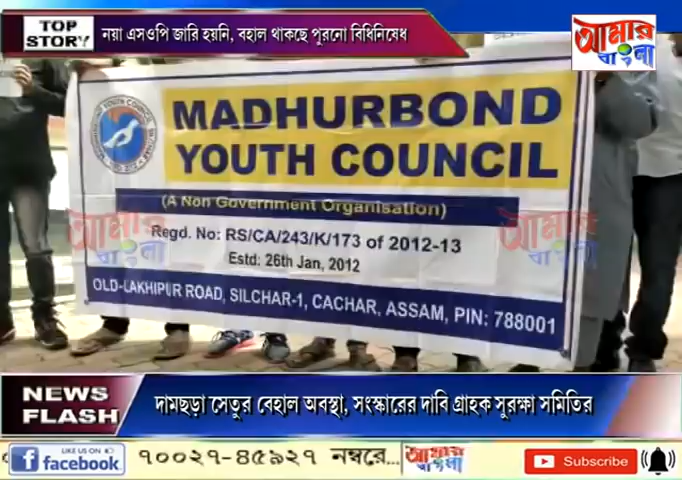 TOP STORY
নয়া এসওপি জারি হয়নি, বহাল থাকছে পুরনো বিধিনিষেধ
আমার বাংলা
MADHURBOND
YOUTH COUNCIL
(A Non Government Organisation)
Regd. No: RS/CA/243/K/173 of 2012-13
Estd: 26th Jan, 2012
OLD-LAKHIPUR ROAD, SILCHAR-1, CACHAR, ASSAM, PIN: 788001
আমার বাংলা
আমার বাংলা
NEWS FLASH
দামছড়া সেতুর বেহাল অবস্থা, সংস্কারের দাবি গ্রাহক সুরক্ষা সমিতির
LIKE US ON
facebook
৭০০২৭-৪৫৯২৭ নম্বরে...
আমার বাংলা
Subscribe